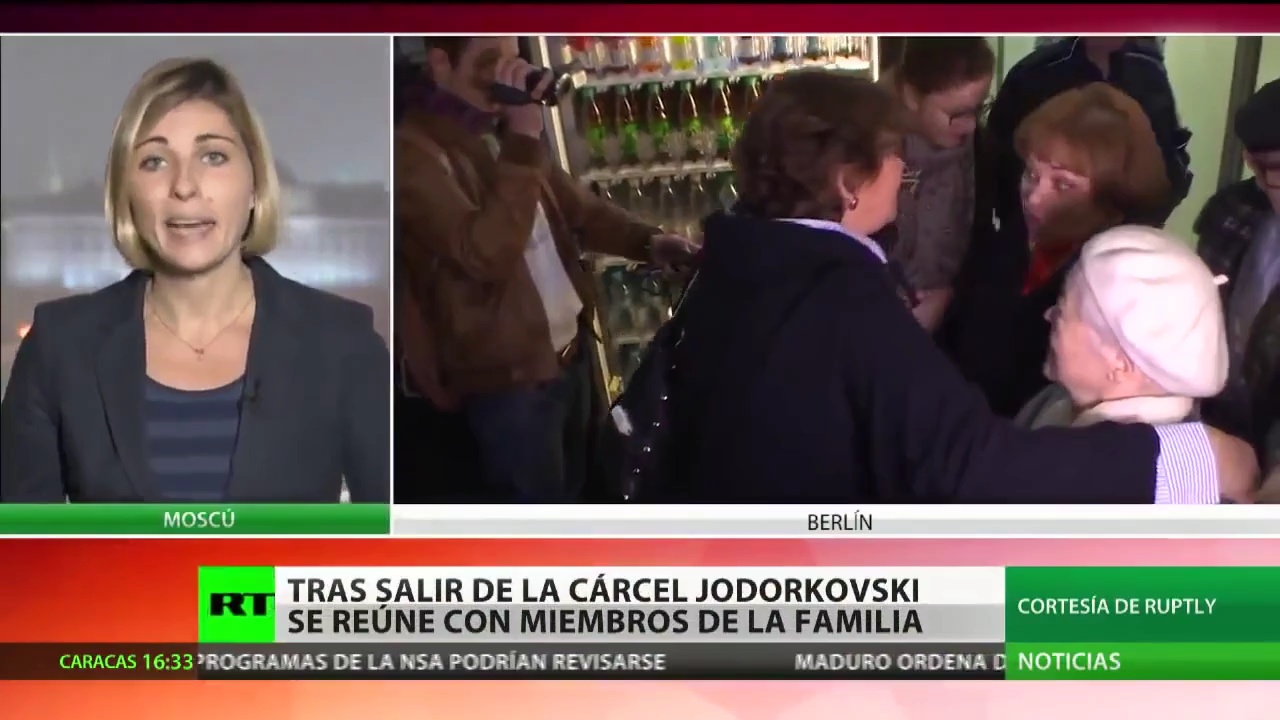 MOSCÚ
BERLÍN
RT
TRAS SALIR DE LA CÁRCEL JODORKOVSKI
SE REÚNE CON MIEMBROS DE LA FAMILIA
CORTESÍA DE RUPTLY
CARACAS 16:33
PROGRAMAS DE LA NSA PODRÍAN REVISARSE
MADURO ORDENA D
NOTICIAS